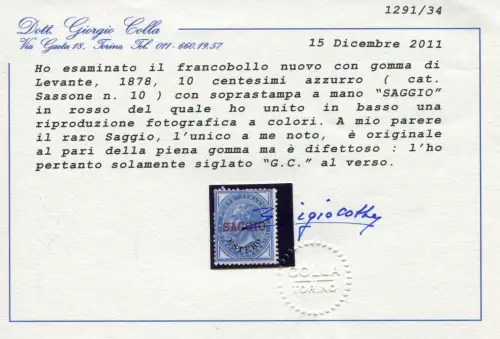 1291/34
Dott. Giorgio Colla
Via Gaeta 18. Torino, Tel. 011-660.19.57
15 Dicembre 2011
Ho esaminato il francobollo nuovo con gomma di
Levante, 1878, 10 centesimi azzurro ( cat.
Sassone n. 10 ) con soprastampa a mano "SAGGIO"
in rosso del quale ho unito in basso una
riproduzione fotografica a colori. A mio parere
il raro Saggio, l'unico a me noto, è originale
al pari della piena gomma ma è difettoso : l'ho
pertanto solamente siglato "G.C." al verso.
SAGGIO
ESTERO
COLLA
TORINO